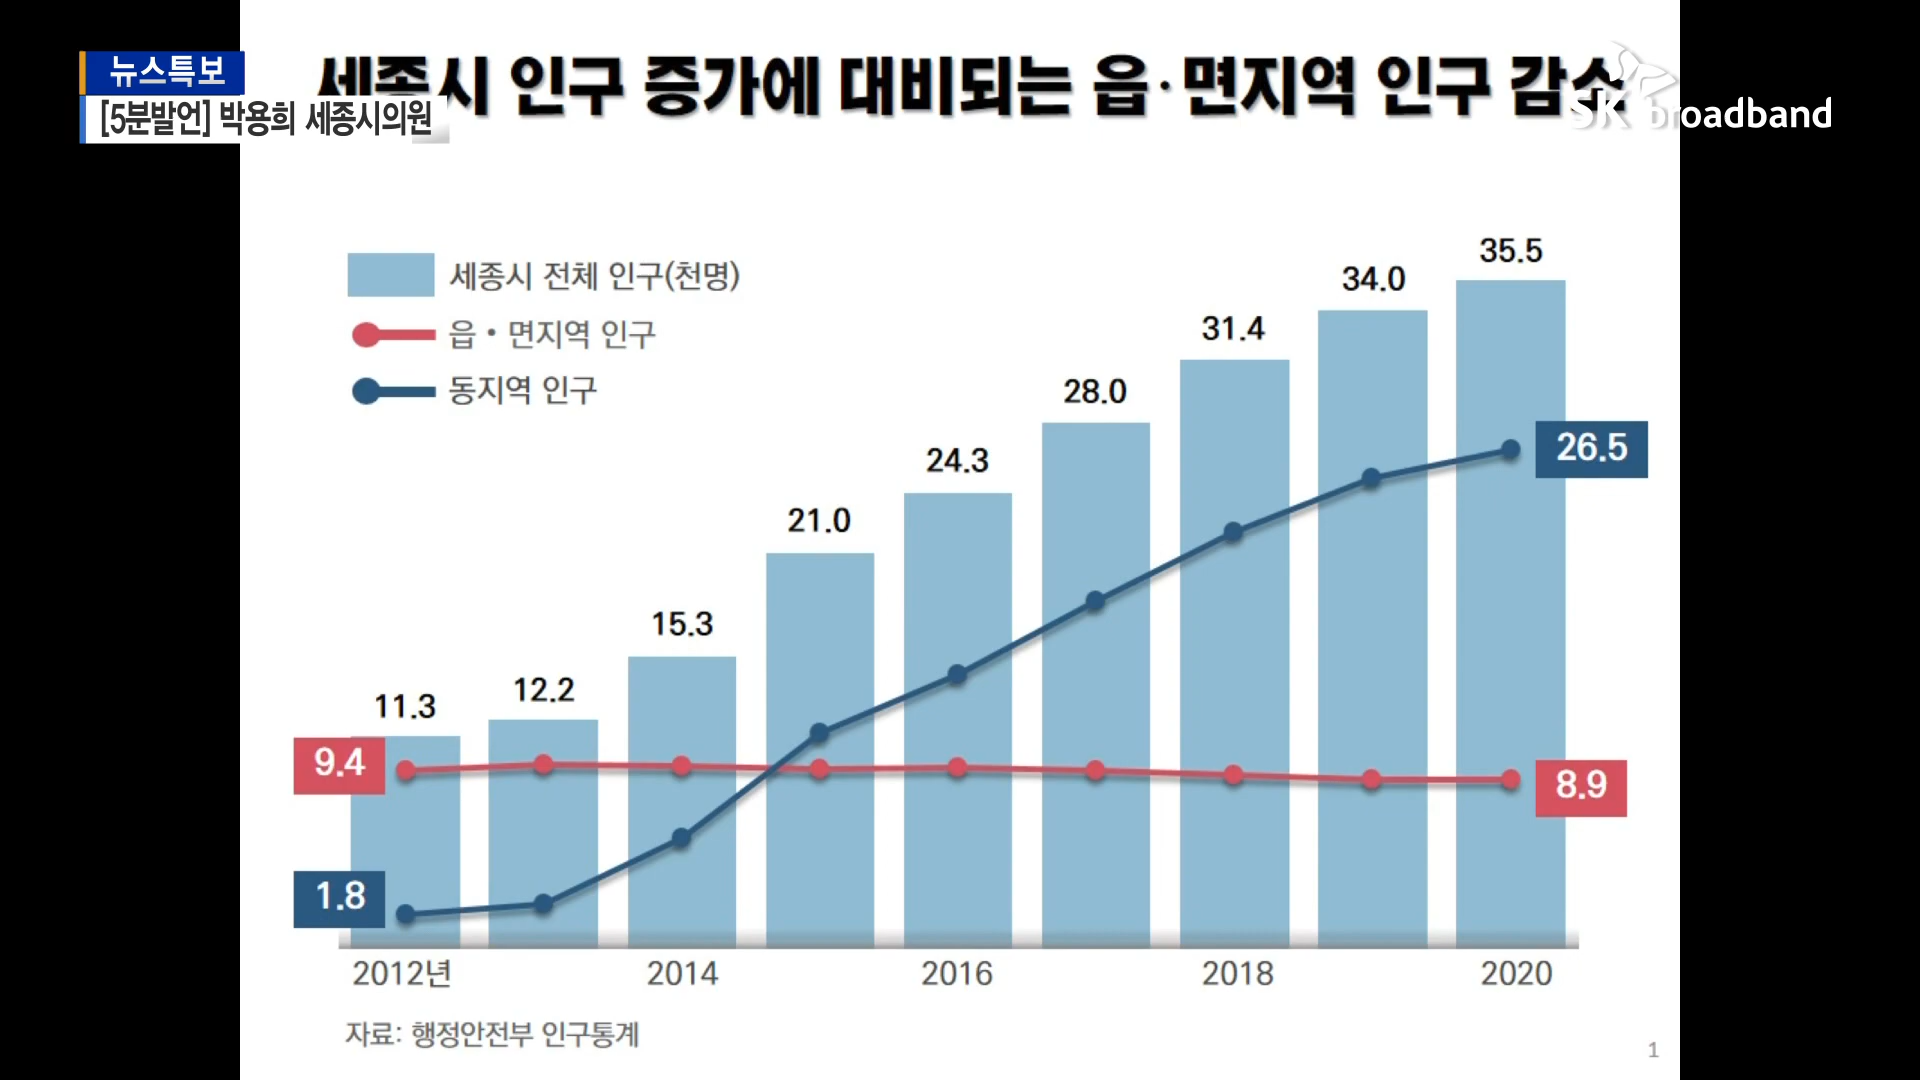 뉴스특보
[5분발언] 박용희 세종시의원
세종시 인구 증가에 대비되는 읍·면지역 인구 감소
SK broadband
세종시 전체 인구(천명)
읍・면지역 인구
동지역 인구
11.3
12.2
15.3
21.0
24.3
28.0
31.4
34.0
35.5
9.4
8.9
1.8
26.5
2012년 2014 2016 2018 2020
자료: 행정안전부 인구통계
1